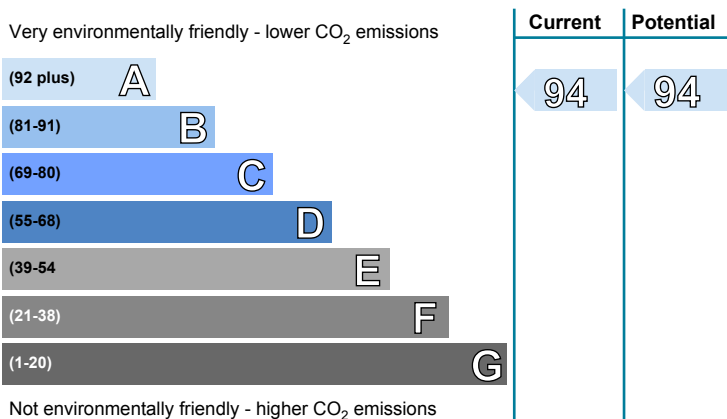 Current Potential
Very environmentally friendly - lower CO2 emissions
(92 plus) A 94 94
(81-91) B
(69-80) C
(55-68) D
(39-54 E
(21-38) F
(1-20) G
Not environmentally friendly - higher CO2 emissions